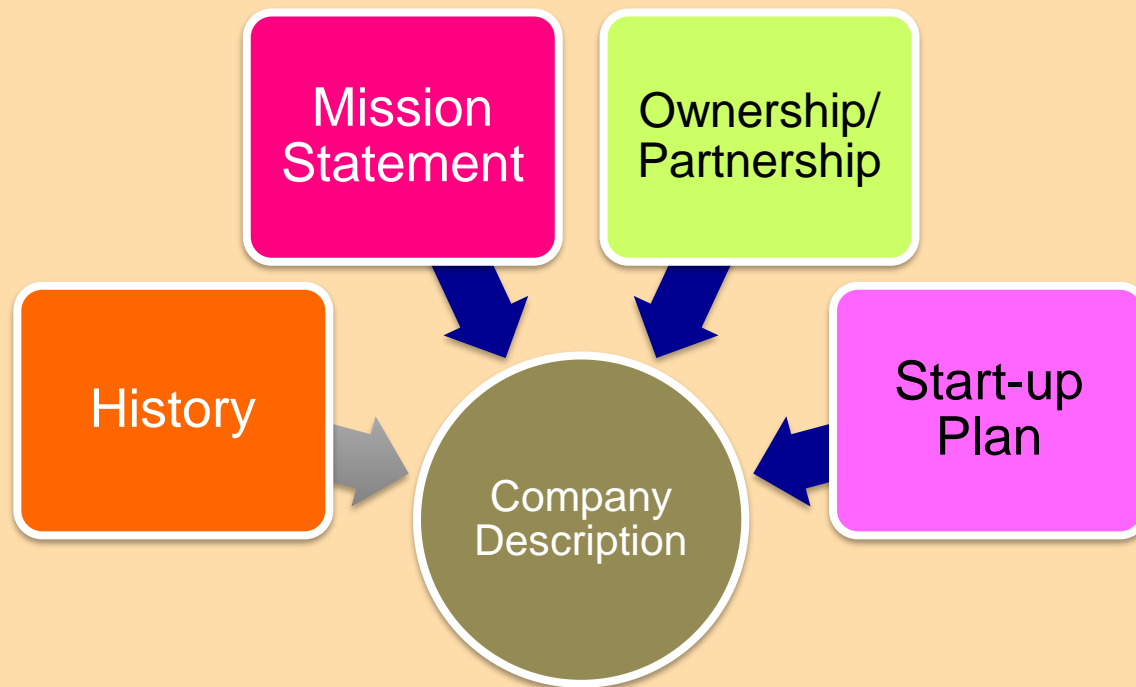 Mission
Statement
Ownership/
Partnership
History
Start-up
Plan
Company
Description